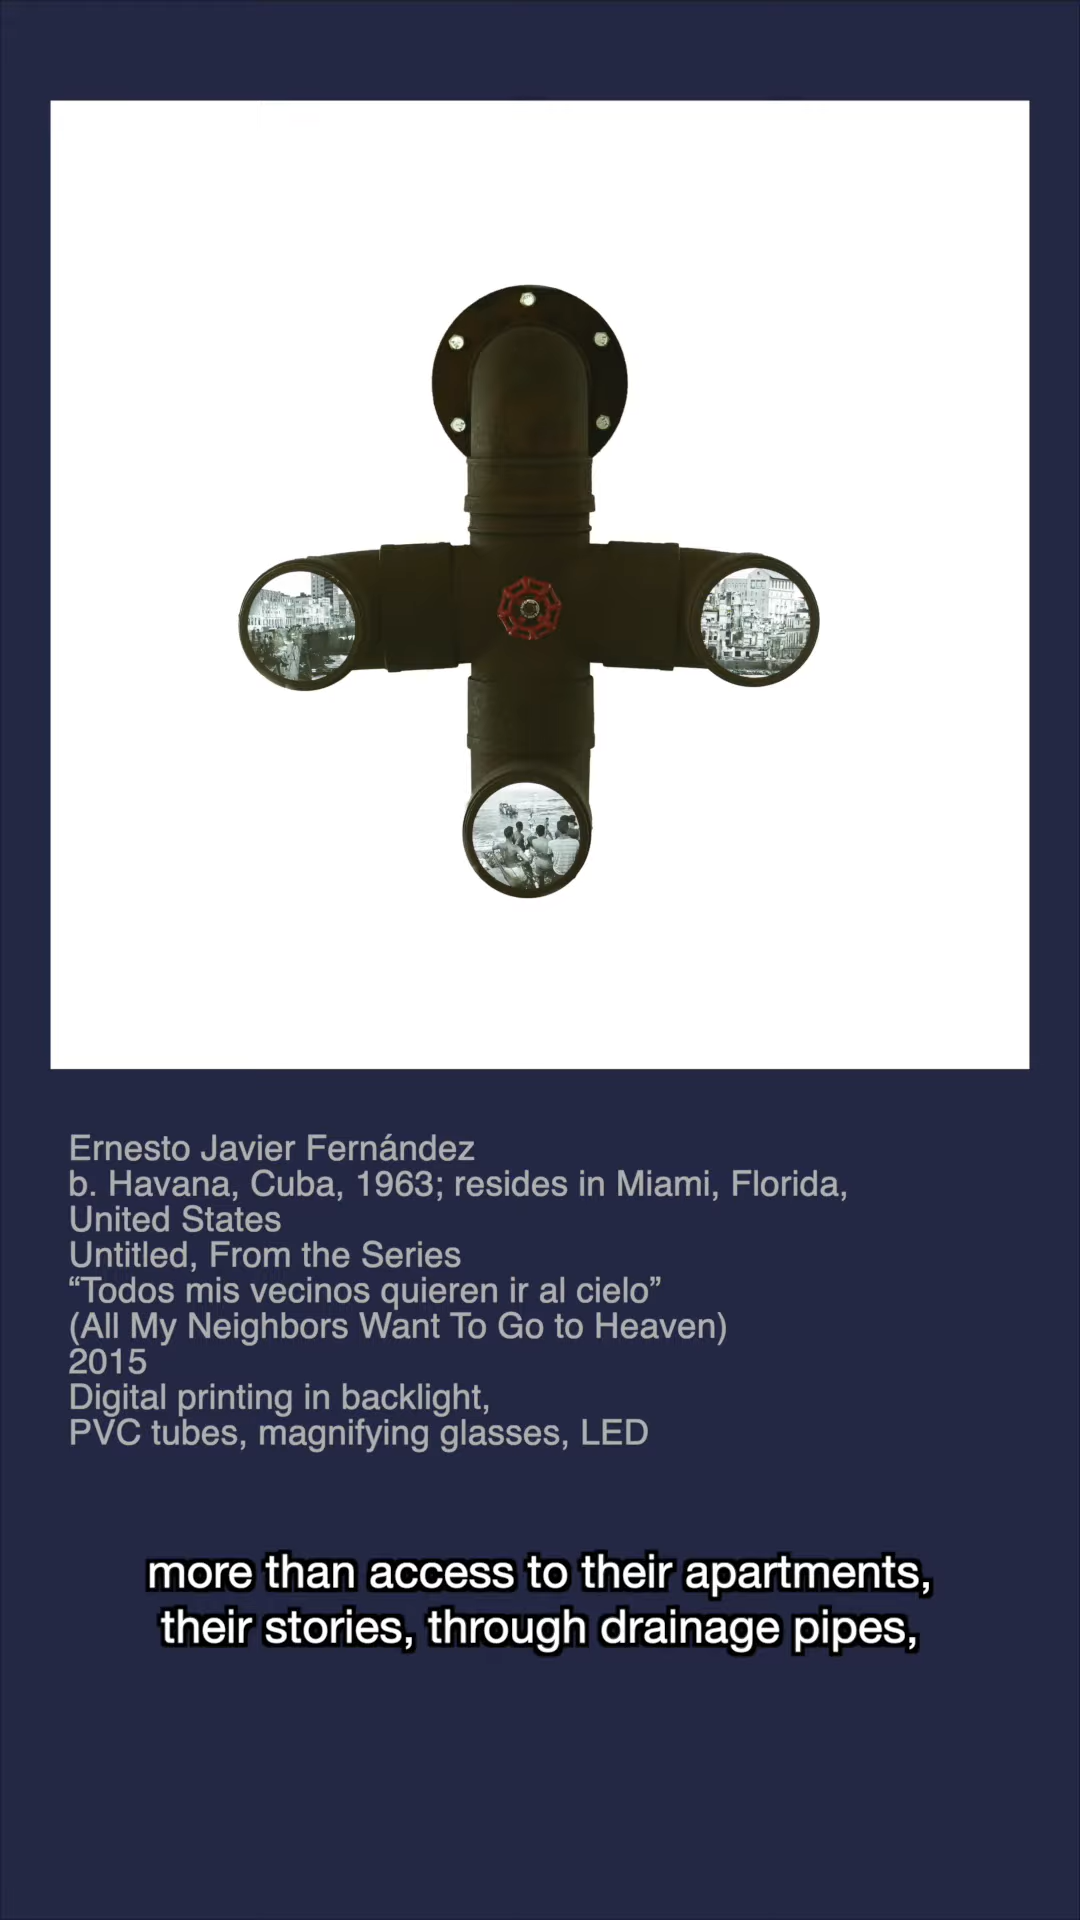 Ernesto Javier Fernández
b. Havana, Cuba, 1963; resides in Miami, Florida,
United States
Untitled, From the Series
“Todos mis vecinos quieren ir al cielo”
(All My Neighbors Want To Go to Heaven)
2015
Digital printing in backlight,
PVC tubes, magnifying glasses, LED
more than access to their apartments,
their stories, through drainage pipes,